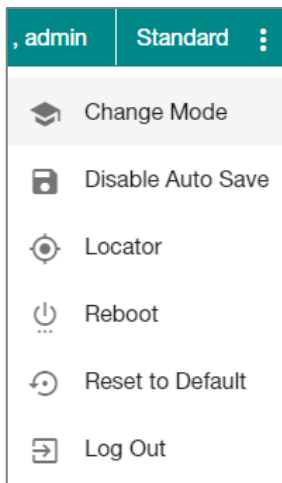 , admin Standard
Change Mode
Disable Auto Save
Locator
Reboot
Reset to Default
Log Out